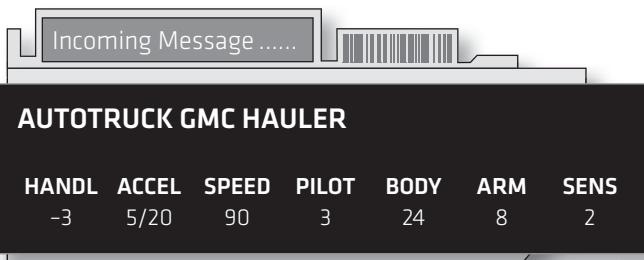 Incoming Message ......
AUTOTRUCK GMC HAULER
HANDL ACCEL SPEED PILOT BODY ARM SENS
–3 5/20 90 3 24 8 2